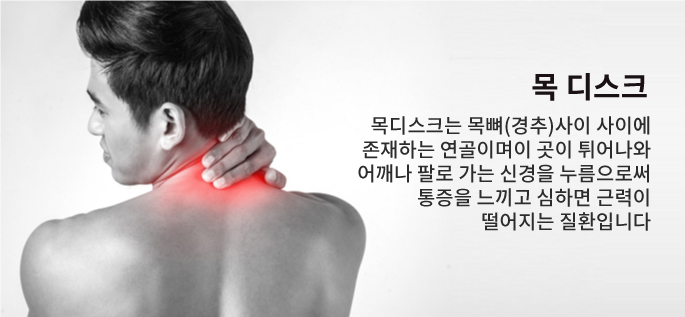 목 디스크
목디스크는 목뼈(경추)사이 사이에
존재하는 연골이며이 곳이 튀어나와
어깨나 팔로 가는 신경을 누름으로써
통증을 느끼고 심하면 근력이
떨어지는 질환입니다